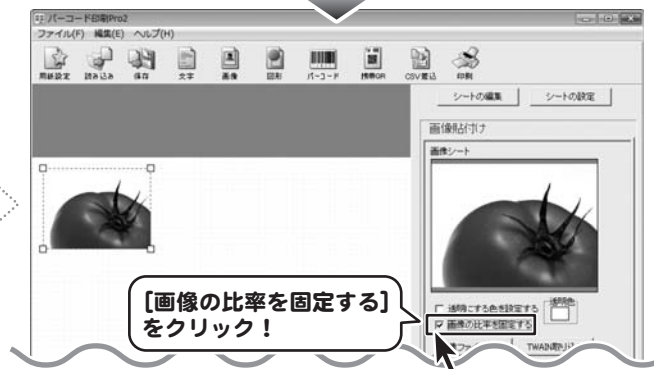 バーコード印刷Pro2
ファイル(F) 編集(E) ヘルプ(H)
用紙設定 読み込み 保存 文字 画像 図形 バーコード 携帯QR CSV差込 印刷
シートの編集 シートの設定
画像貼付け
画像シート
透明にする色を設定する 透明色
画像の比率を固定する
TWAIN取り込
[画像の比率を固定する]
をクリック！